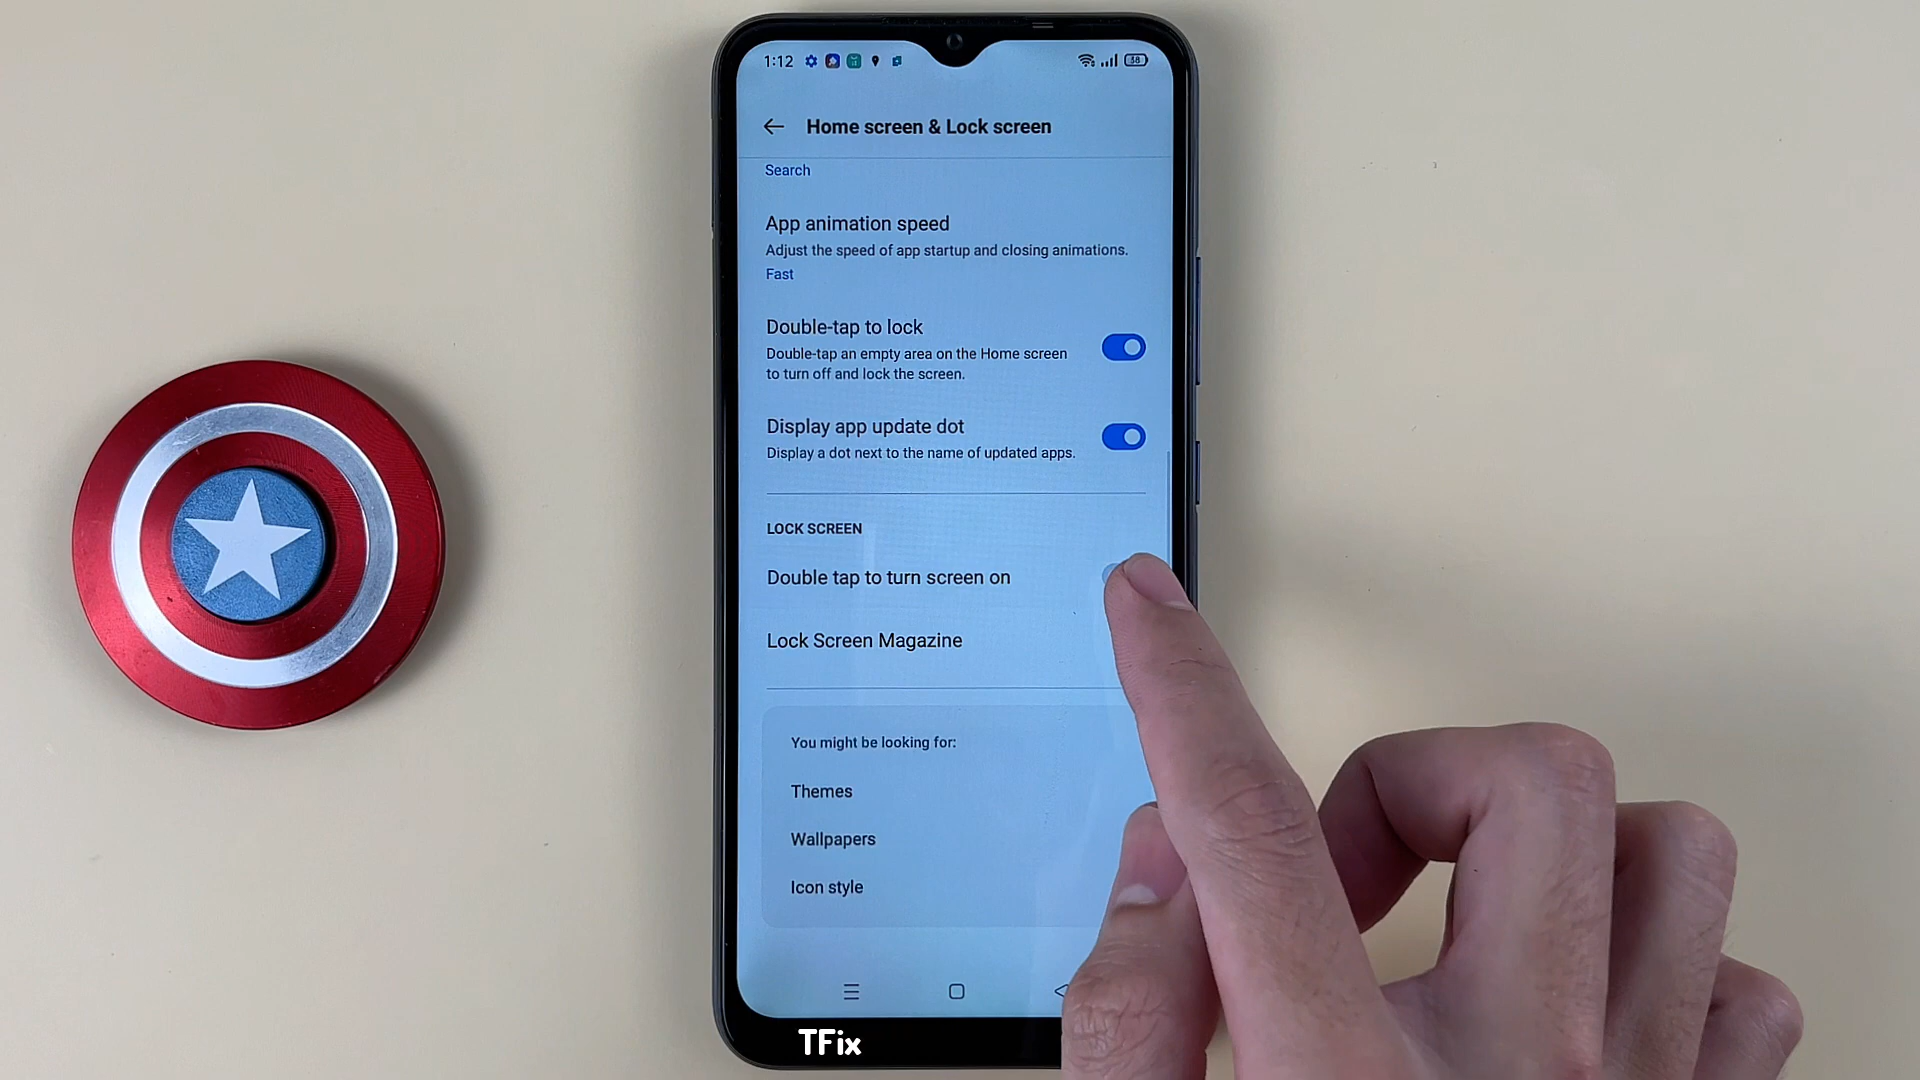 1:12
38
Home screen & Lock screen
Search
App animation speed
Adjust the speed of app startup and closing animations.
Fast
Double-tap to lock
Double-tap an empty area on the Home screen
to turn off and lock the screen.
Display app update dot
Display a dot next to the name of updated apps.
LOCK SCREEN
Double tap to turn screen on
Lock Screen Magazine
You might be looking for:
Themes
Wallpapers
Icon style
TFix